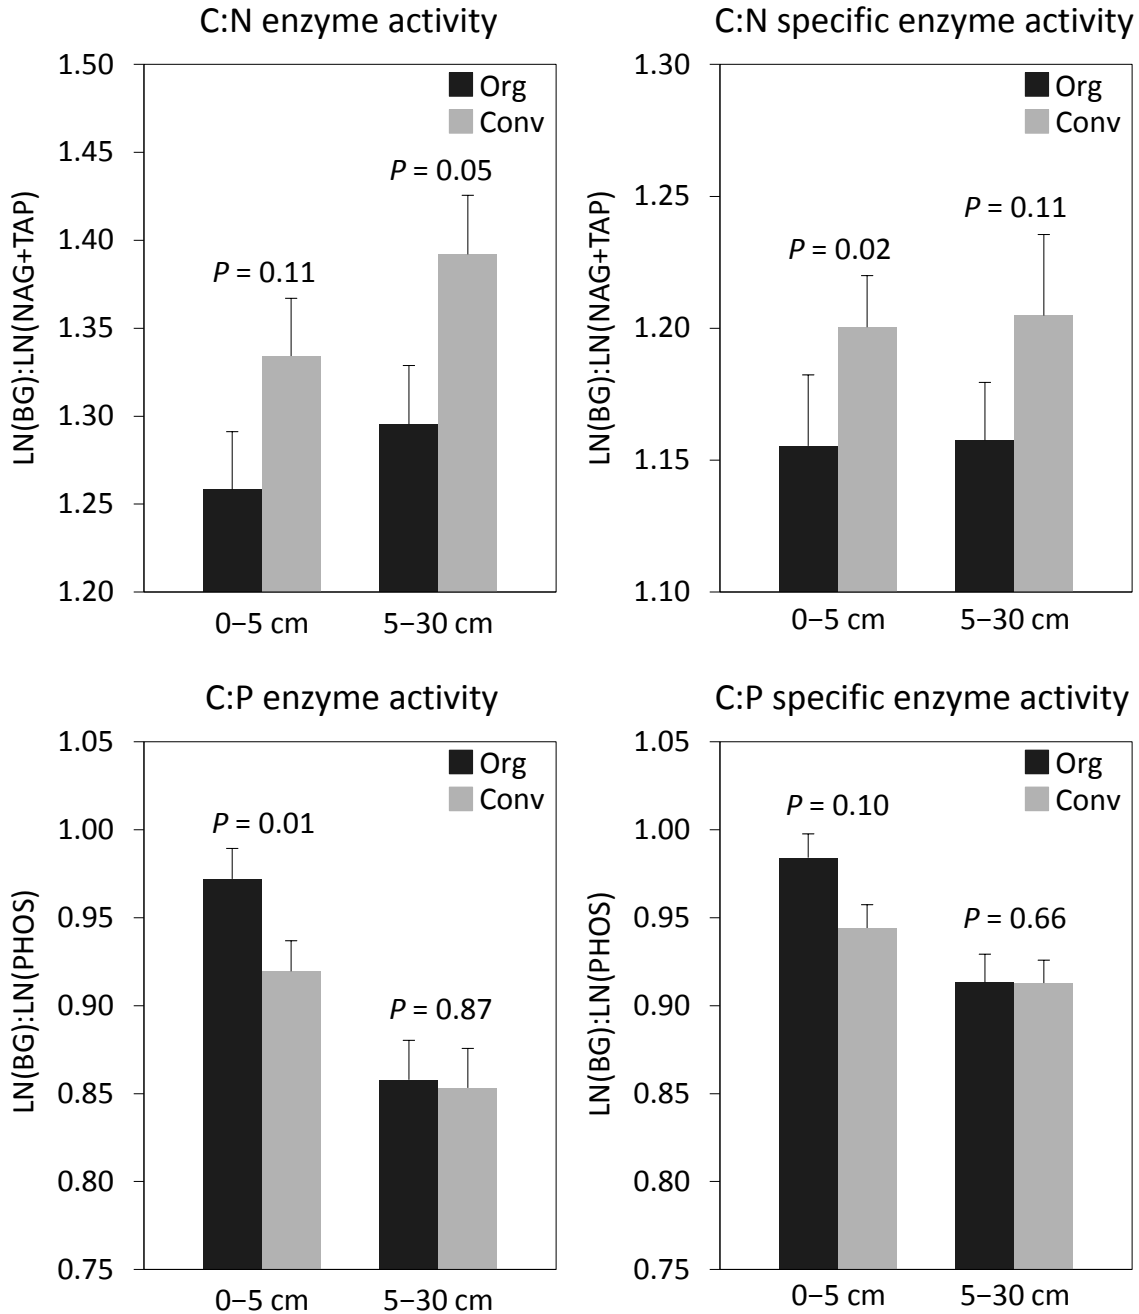 C:N enzyme activity
LN(BG):LN(NAG+TAP)
1.50
1.45
1.40
1.35
1.30
1.25
1.20
Org
Conv
P = 0.11
P = 0.05
0–5 cm
5–30 cm
C:N specific enzyme activity
LN(BG):LN(NAG+TAP)
1.30
1.25
1.20
1.15
1.10
Org
Conv
P = 0.02
P = 0.11
0–5 cm
5–30 cm
C:P enzyme activity
LN(BG):LN(PHOS)
1.05
1.00
0.95
0.90
0.85
0.80
0.75
Org
Conv
P = 0.01
P = 0.87
0–5 cm
5–30 cm
C:P specific enzyme activity
LN(BG):LN(PHOS)
1.05
1.00
0.95
0.90
0.85
0.80
0.75
Org
Conv
P = 0.10
P = 0.66
0–5 cm
5–30 cm